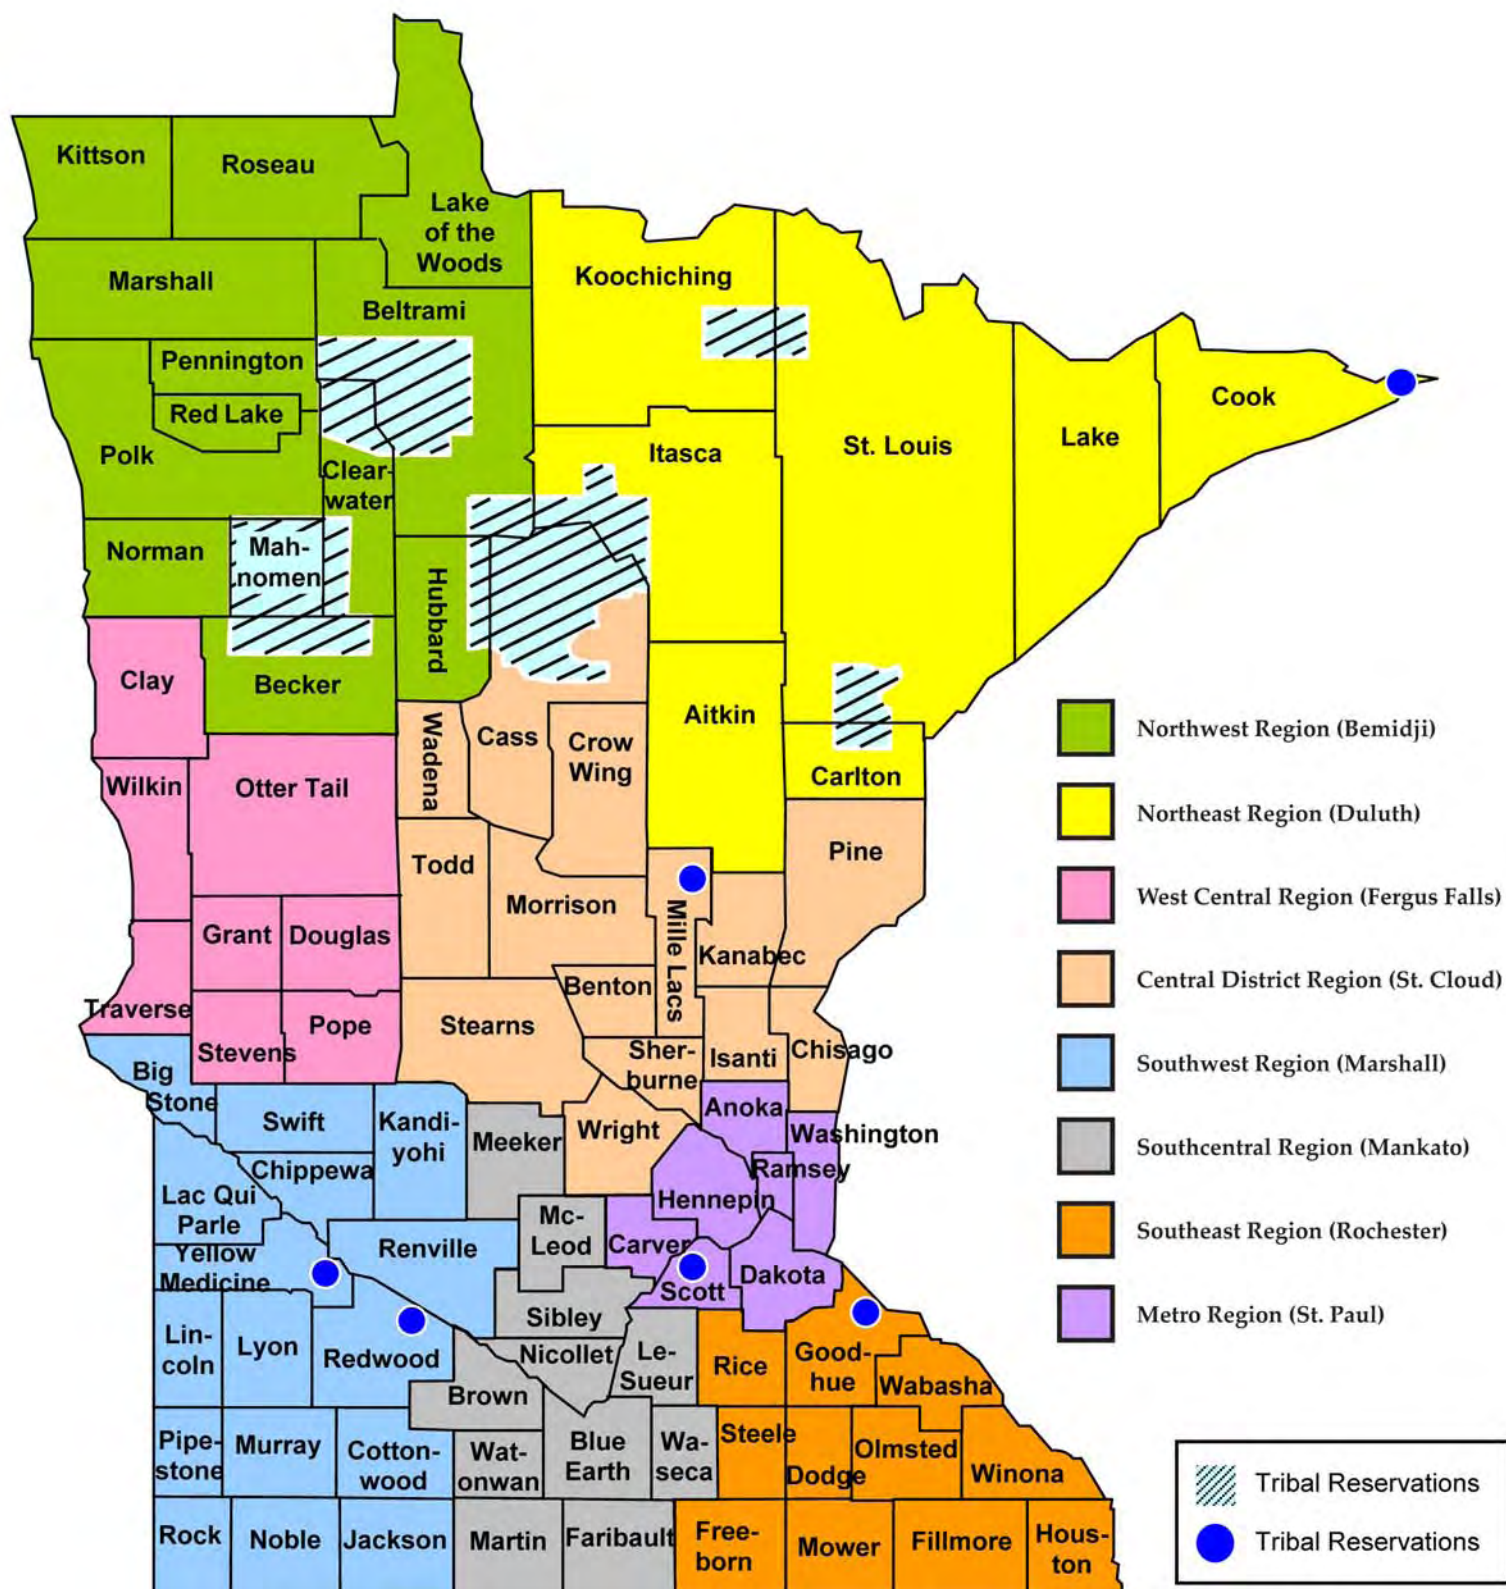 Kittson
Roseau
Lake
of the
Woods
Marshall
Beltrami
Koochiching
Pennington
Red Lake
Polk
Clear-
water
Itasca
St. Louis
Lake
Cook
Norman
Mah-
nomen
Hubbard
Clay
Becker
Wadena
Cass
Crow
Wing
Aitkin
Carlton
Wilkin
Otter Tail
Todd
Morrison
Mille Lacs
Pine
Grant
Douglas
Kanabec
Benton
Traverse
Stevens
Pope
Stearns
Sher-
burne
Isanti
Chisago
Big
Stone
Swift
Kandi-
yohi
Meeker
Wright
Anoka
Washington
Chippewa
Ramsey
Lac Qui
Parle
Hennepin
Yellow
Medicine
Renville
Mc-
Leod
Carver
Scott
Dakota
Lin-
coln
Lyon
Redwood
Sibley
Nicollet
Brown
Le-
Sueur
Rice
Good-
hue
Wabasha
Pipe-
stone
Murray
Cotton-
wood
Wat-
onwan
Blue
Earth
Wa-
seca
Steele
Dodge
Olmsted
Winona
Rock
Noble
Jackson
Martin
Faribault
Free-
born
Mower
Fillmore
Hous-
ton
Northwest Region (Bemidji)
Northeast Region (Duluth)
West Central Region (Fergus Falls)
Central District Region (St. Cloud)
Southwest Region (Marshall)
Southcentral Region (Mankato)
Southeast Region (Rochester)
Metro Region (St. Paul)
Tribal Reservations
Tribal Reservations